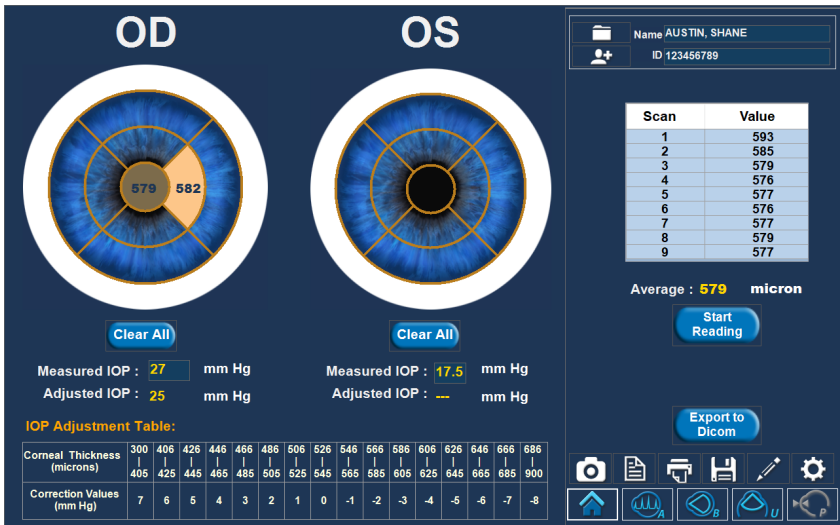 OD
OS
579
582
Clear All
Clear All
Measured IOP : 27 mm Hg
Adjusted IOP : 25 mm Hg
Measured IOP : 17.5 mm Hg
Adjusted IOP : --- mm Hg
IOP Adjustment Table:
Corneal Thickness (microns) 300 | 405 406 | 425 426 | 445 446 | 465 466 | 485 486 | 505 506 | 525 526 | 545 546 | 565 566 | 585 586 | 605 606 | 625 626 | 645 646 | 665 666 | 685 686 | 900
Correction Values (mm Hg) 7 6 5 4 3 2 1 0 -1 -2 -3 -4 -5 -6 -7 -8
Name AUSTIN, SHANE
ID 123456789
Scan Value
1 593
2 585
3 579
4 576
5 577
6 576
7 577
8 579
9 577
Average : 579 micron
Start
Reading
Export to
Dicom
A
B
U
P